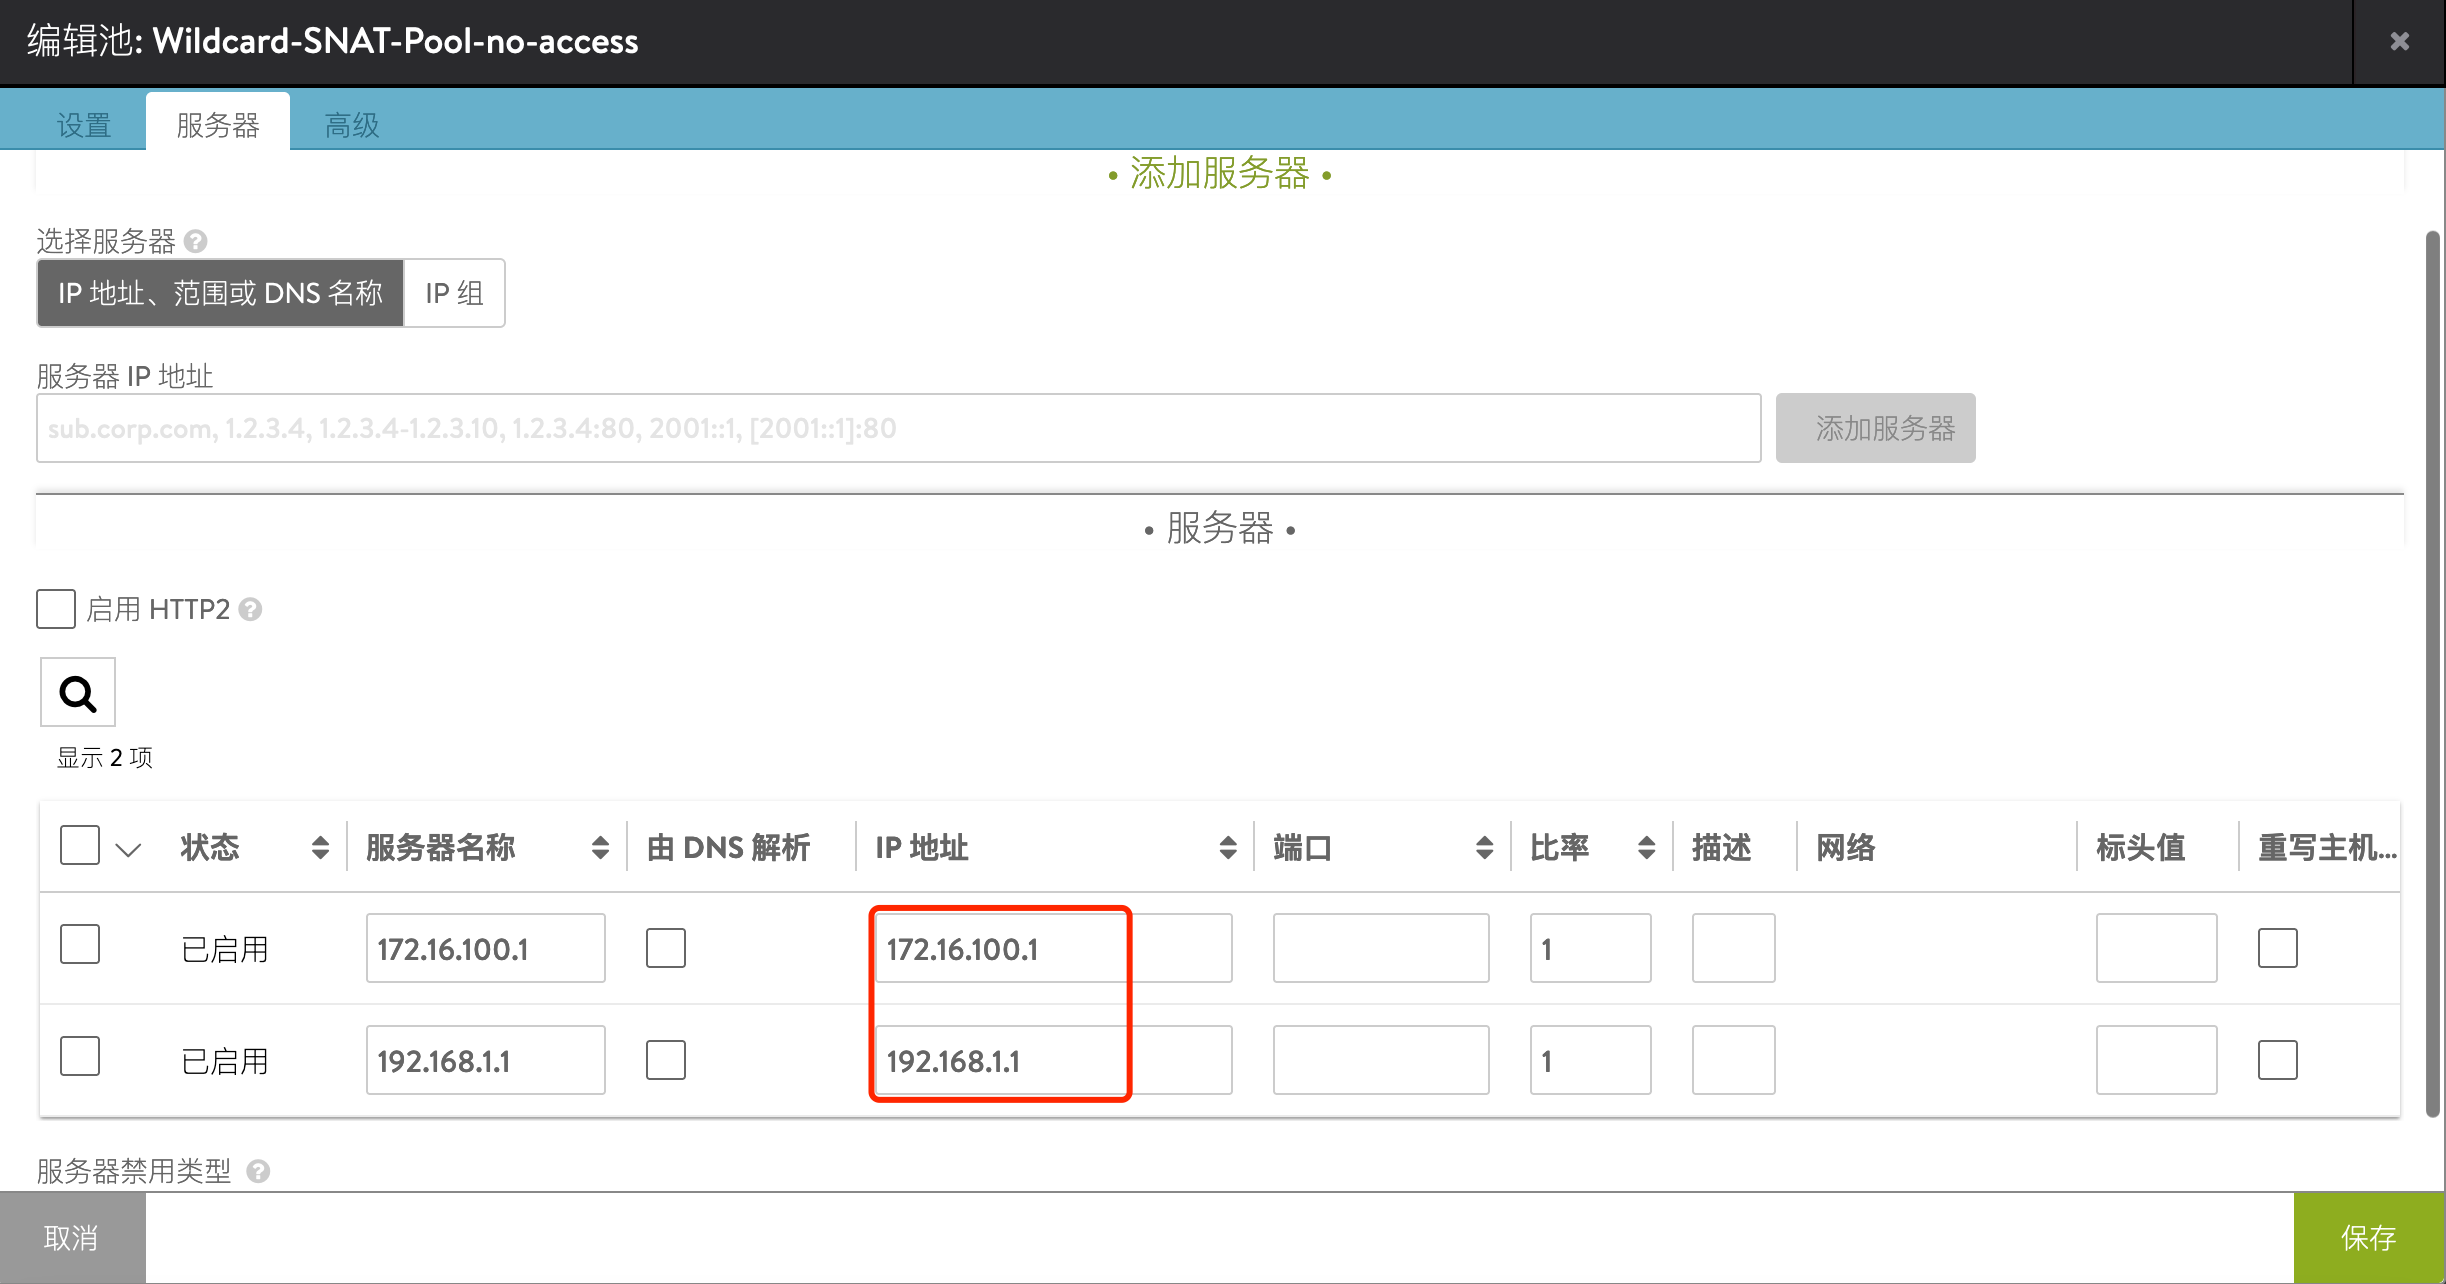 编辑池: Wildcard-SNAT-Pool-no-access
设置 服务器 高级
• 添加服务器 •
选择服务器
IP 地址、范围或 DNS 名称 IP 组
服务器 IP 地址
sub.corp.com, 1.2.3.4, 1.2.3.4-1.2.3.10, 1.2.3.4:80, 2001::1, [2001::1]:80 添加服务器
• 服务器 •
启用 HTTP2
显示 2 项
状态 服务器名称 由 DNS 解析 IP 地址 端口 比率 描述 网络 标头值 重写主机...
已启用 172.16.100.1 172.16.100.1 1
已启用 192.168.1.1 192.168.1.1 1
服务器禁用类型
取消 保存